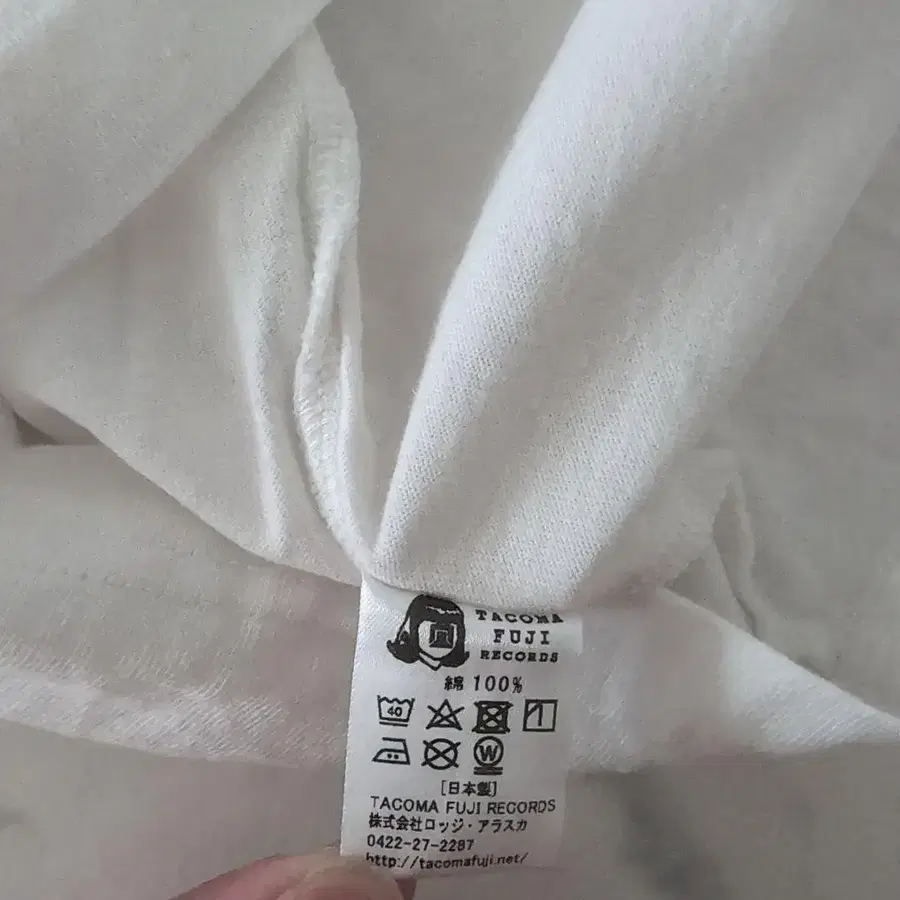 TACOMA
FUJI
RECORDS
綿 100%
40
W
[日本製]
TACOMA FUJI RECORDS
株式会社ロッジ・アラスカ
0422-27-2287
http://tacomafuji.net/